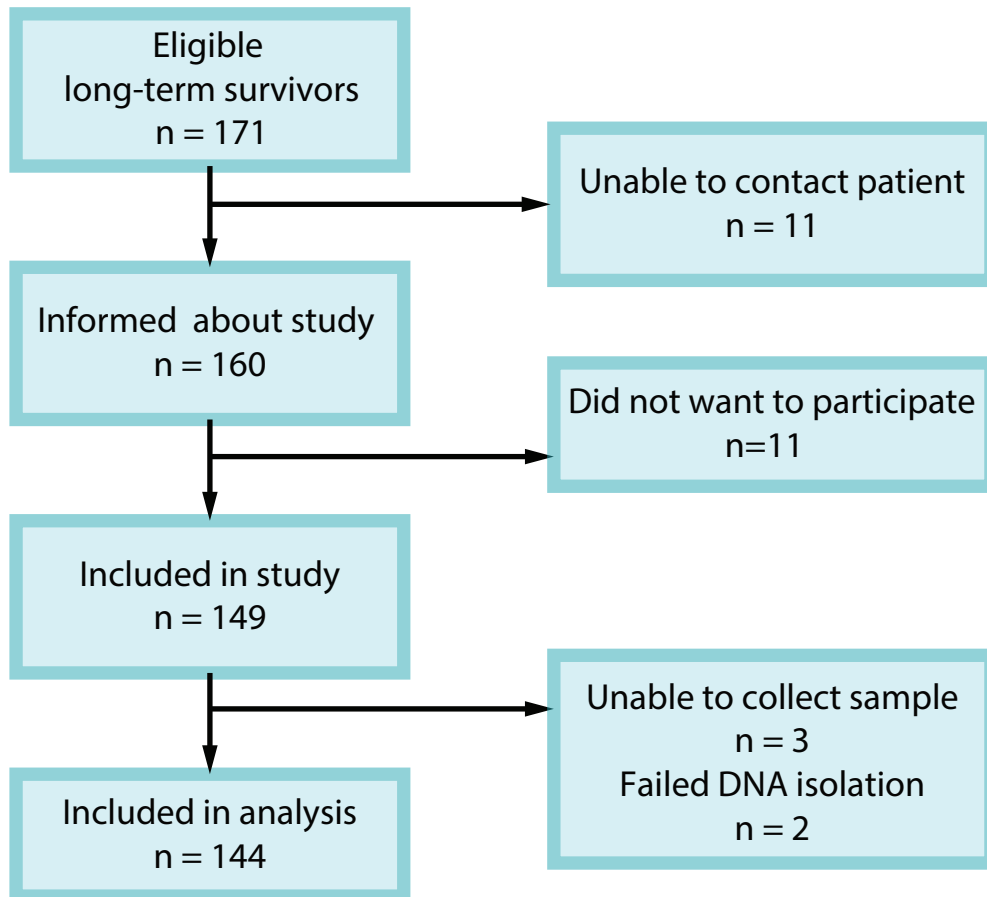 Eligible
long-term survivors
n = 171
Unable to contact patient
n = 11
Informed  about study
n = 160
Did not want to participate
n=11
Included in study
n = 149
Unable to collect sample
n = 3
Failed DNA isolation
n = 2
Included in analysis
n = 144